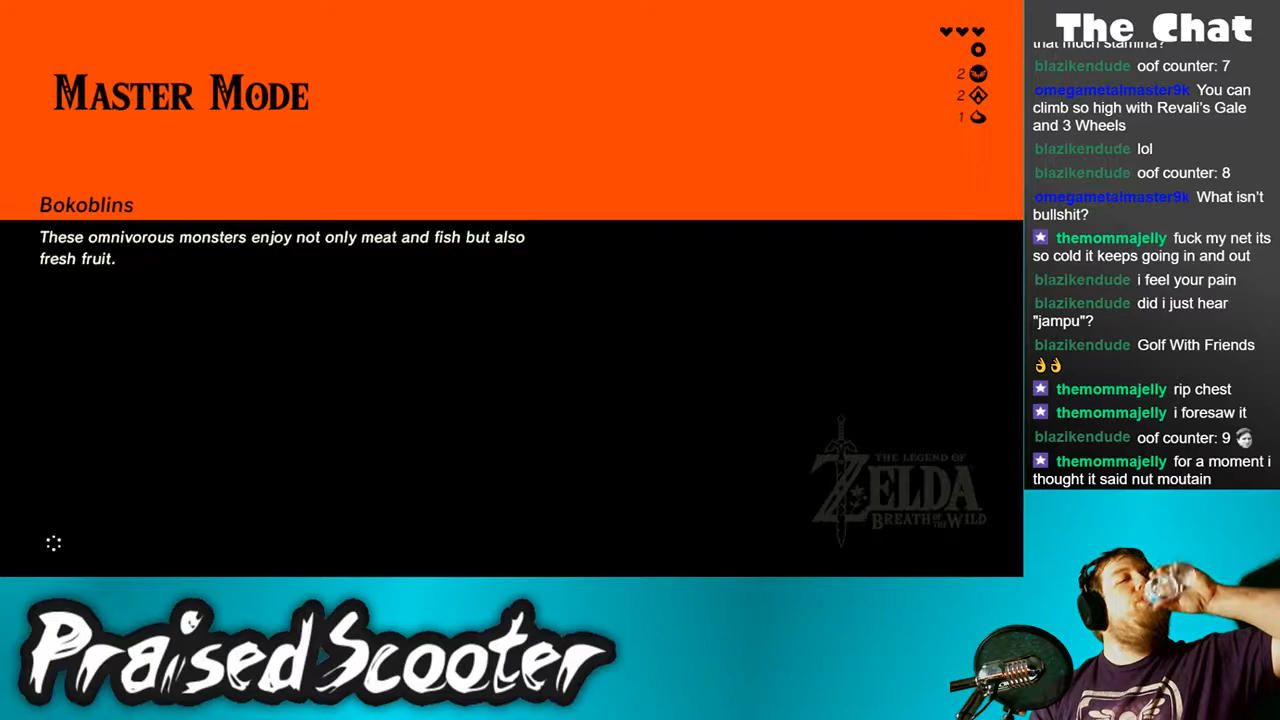 Master Mode
2
2
1
Bokoblins
These omnivorous monsters enjoy not only meat and fish but also
fresh fruit.
THE LEGEND OF
ZELDA
BREATH OF THE WILD
PraisedScooter
The Chat
that much stamina?
blazikendude oof counter: 7
omegametalmaster9k You can
climb so high with Revali's Gale
and 3 Wheels
blazikendude lol
blazikendude oof counter: 8
omegametalmaster9k What isn't
bullshit?
themommajelly fuck my net its
so cold it keeps going in and out
blazikendude i feel your pain
blazikendude did i just hear
"jampu"?
blazikendude Golf With Friends
👌👌
themommajelly rip chest
themommajelly i foresaw it
blazikendude oof counter: 9
themommajelly for a moment i
thought it said nut moutain